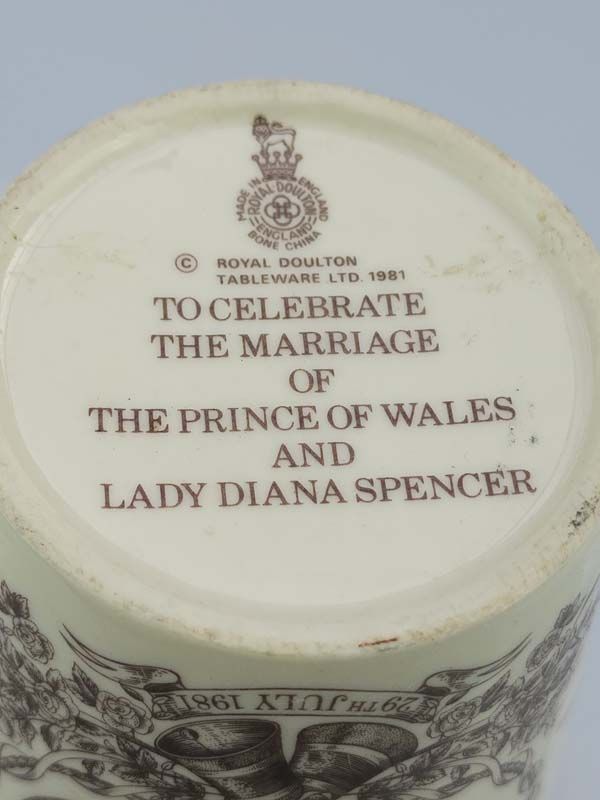 MADE IN ENGLAND
ROYAL DOULTON
ENGLAND
BONE CHINA
© ROYAL DOULTON
TABLEWARE LTD. 1981
TO CELEBRATE
THE MARRIAGE
OF
THE PRINCE OF WALES
AND
LADY DIANA SPENCER
29TH JULY 1981